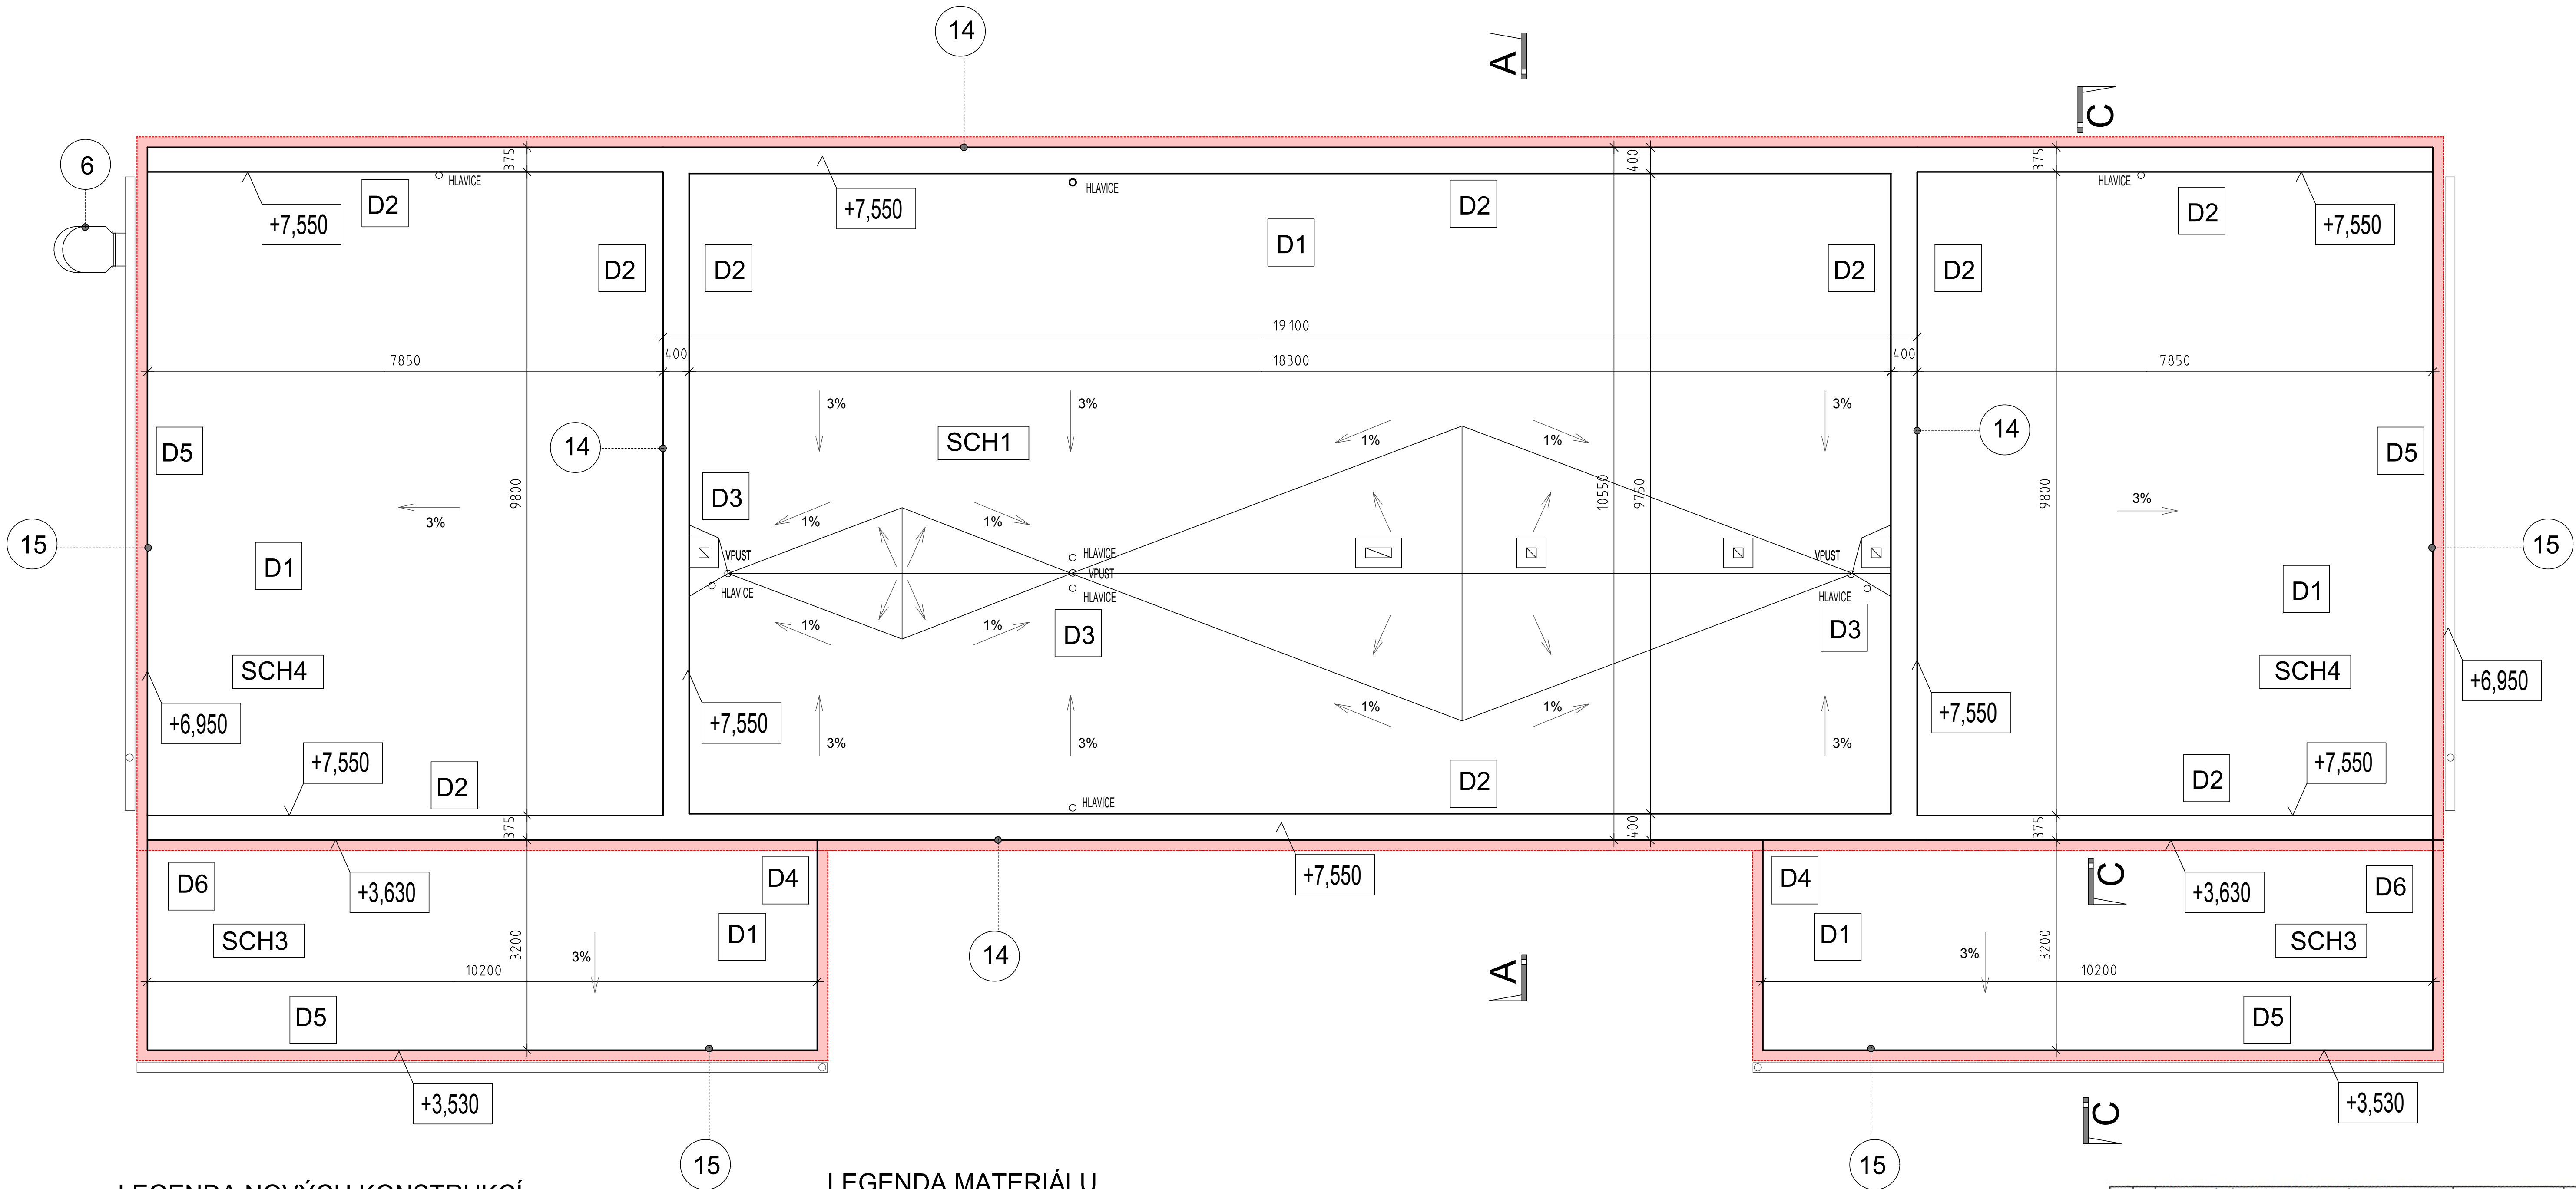 14
A
C
6
375
400
375
HLAVICE
HLAVICE
HLAVICE
D2
D2
D2
+7,550
+7,550
+7,550
D1
D2
D2
D2
D2
19100
7850
400
18300
400
7850
3%
3%
3%
1%
1%
14
SCH1
14
D5
D5
D3
9800
10550
9750
9800
3%
3%
1%
1%
15
15
VPUST
HLAVICE
VPUST
VPUST
HLAVICE
HLAVICE
HLAVICE
D1
D1
D3
D3
1%
1%
SCH4
SCH4
+6,950
+6,950
+7,550
+7,550
1%
1%
3%
3%
3%
+7,550
+7,550
D2
D2
D2
HLAVICE
375
400
375
D6
D4
+7,550
D4
D6
+3,630
+3,630
C
SCH3
D1
D1
SCH3
3200
3%
14
A
3%
3200
10200
10200
D5
D5
+3,530
+3,530
C
15
15
LEGENDA NOVÝCH KONSTRUKCÍ
LEGENDA MATERIÁLU